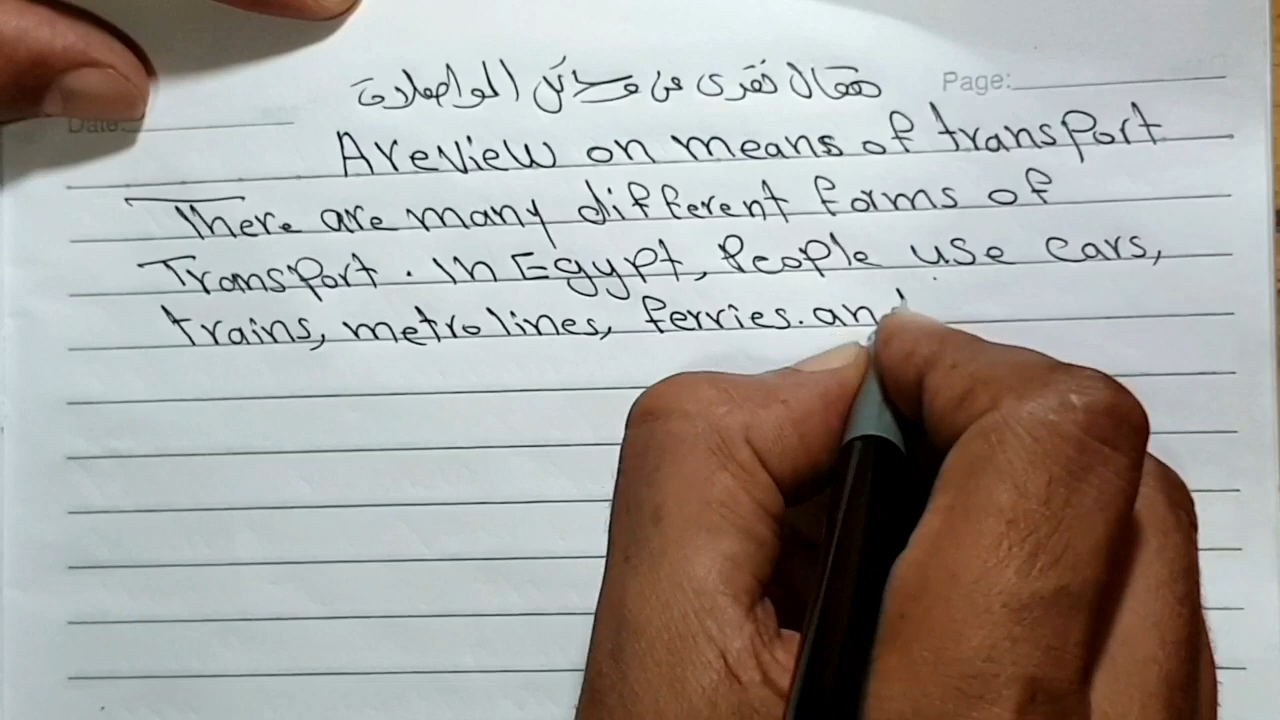 مقال نقدى عن وسائل المواصلات
Page:
Date:
A review on means of transport
There are many different forms of
Transport. In Egypt, People use cars,
trains, metro lines, ferries. and